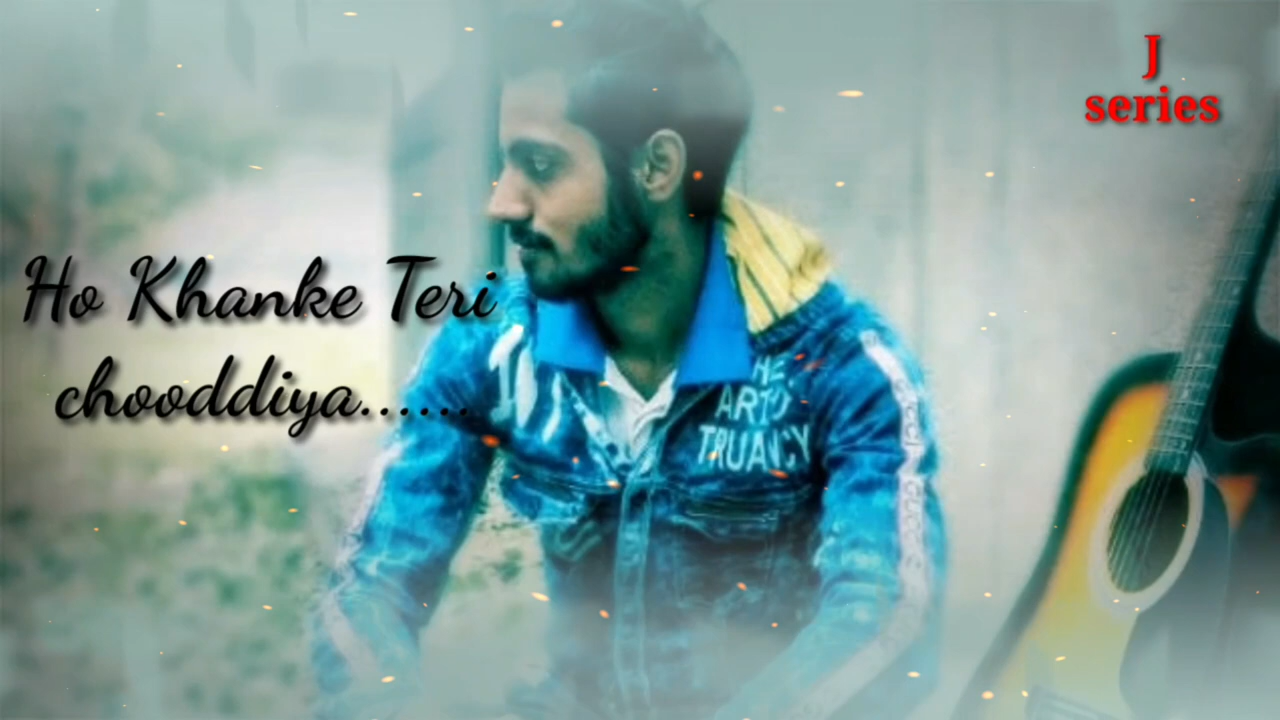 J
series
Ho Khanke Teri
chooddiya......
THE
ARTO
TRUANCY